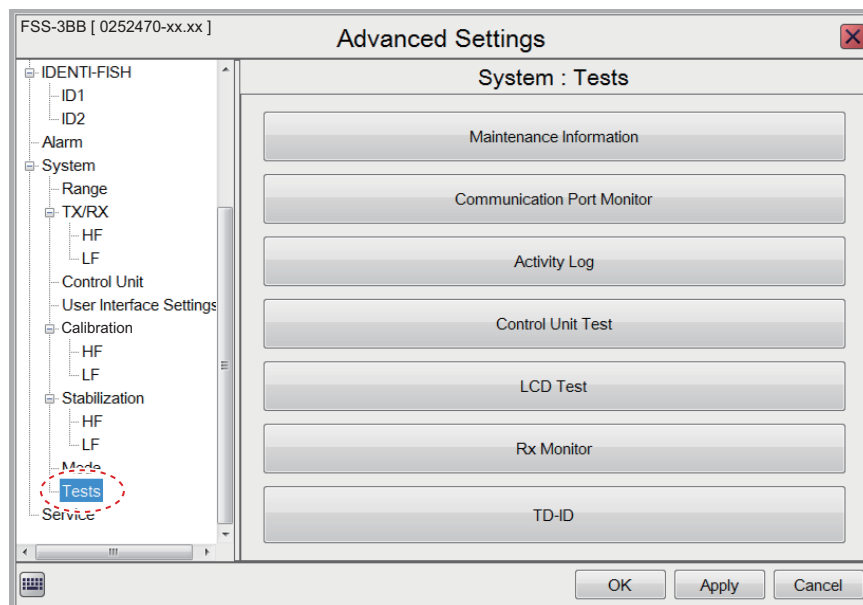 FSS-3BB [ 0252470-xx.xx ]
Advanced Settings
IDENTI-FISH
ID1
ID2
Alarm
System
Range
TX/RX
HF
LF
Control Unit
User Interface Settings
Calibration
HF
LF
Stabilization
HF
LF
Mode
Tests
Service
System : Tests
Maintenance Information
Communication Port Monitor
Activity Log
Control Unit Test
LCD Test
Rx Monitor
TD-ID
OK
Apply
Cancel